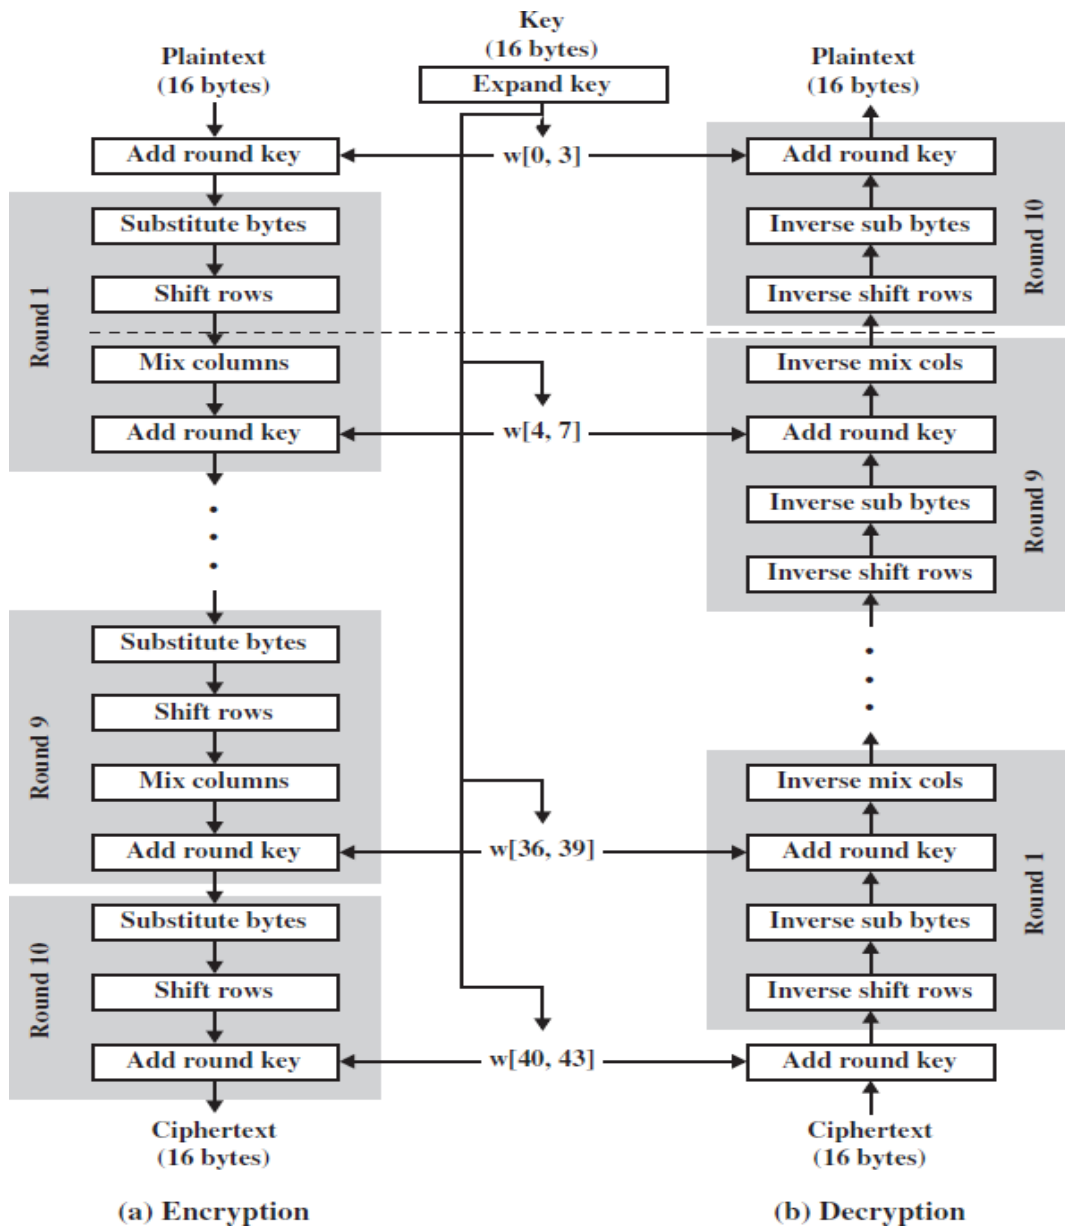 Key
(16 bytes)
Expand key
Plaintext
(16 bytes)
Add round key
Round 1
Substitute bytes
Shift rows
Mix columns
Add round key
.
.
.
Round 9
Substitute bytes
Shift rows
Mix columns
Add round key
Round 10
Substitute bytes
Shift rows
Add round key
Ciphertext
(16 bytes)
(a) Encryption
w[0, 3]
w[4, 7]
w[36, 39]
w[40, 43]
Plaintext
(16 bytes)
Add round key
Inverse sub bytes
Inverse shift rows
Round 10
Inverse mix cols
Add round key
Inverse sub bytes
Inverse shift rows
Round 9
.
.
.
Inverse mix cols
Add round key
Inverse sub bytes
Inverse shift rows
Round 1
Add round key
Ciphertext
(16 bytes)
(b) Decryption